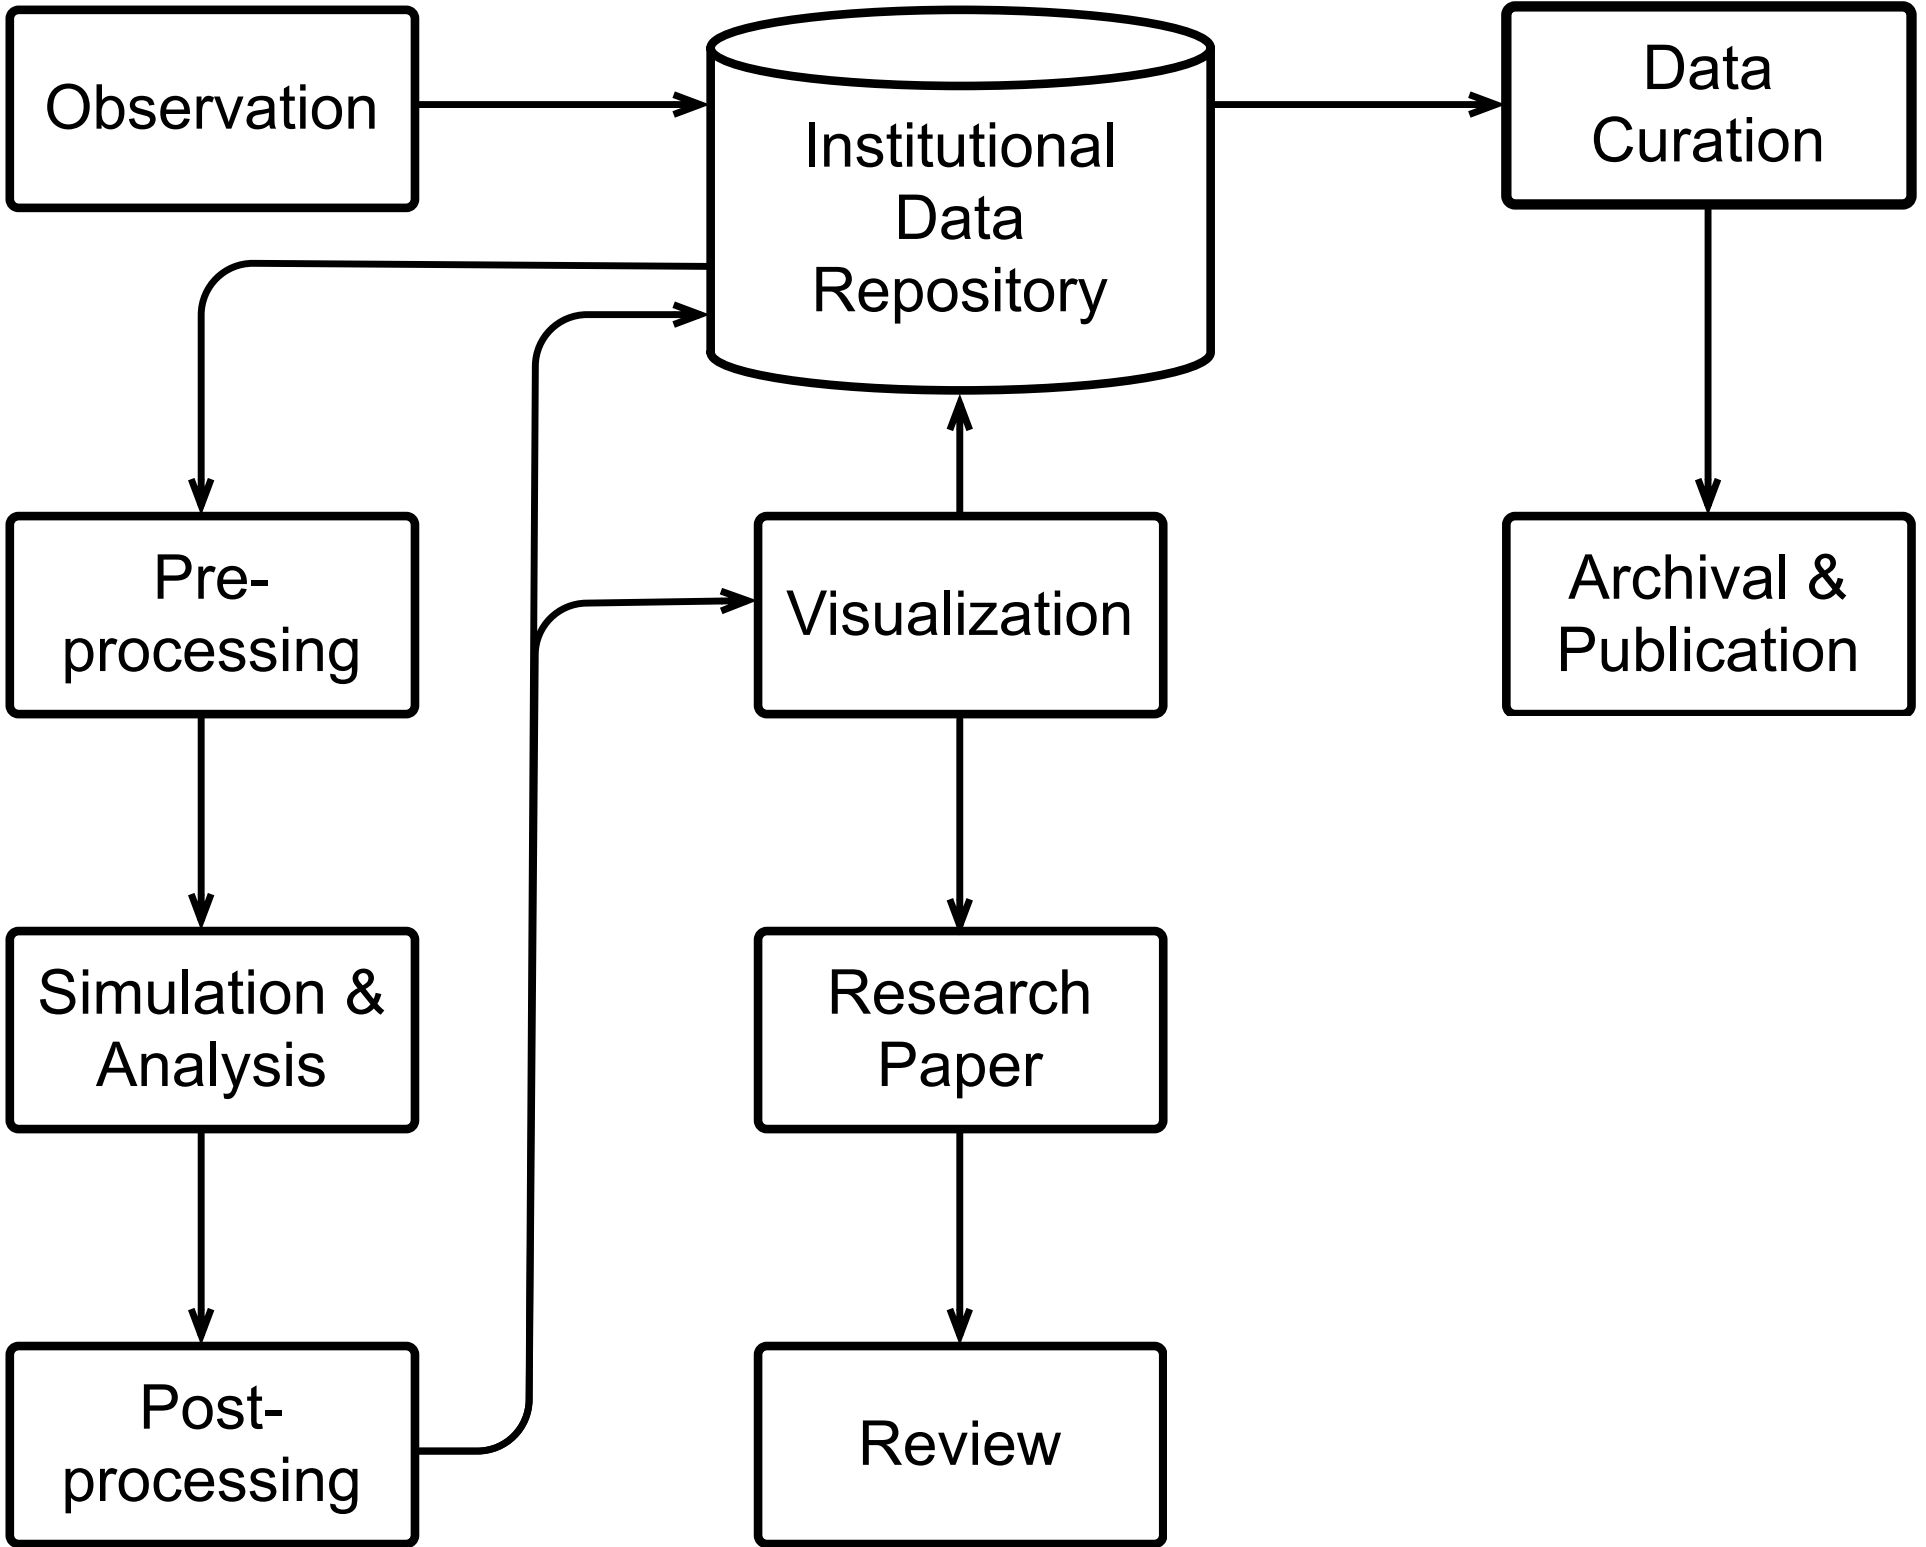 Observation
Institutional
Data
Repository
Data
Curation
Pre-
processing
Visualization
Archival &
Publication
Simulation &
Analysis
Research
Paper
Post-
processing
Review